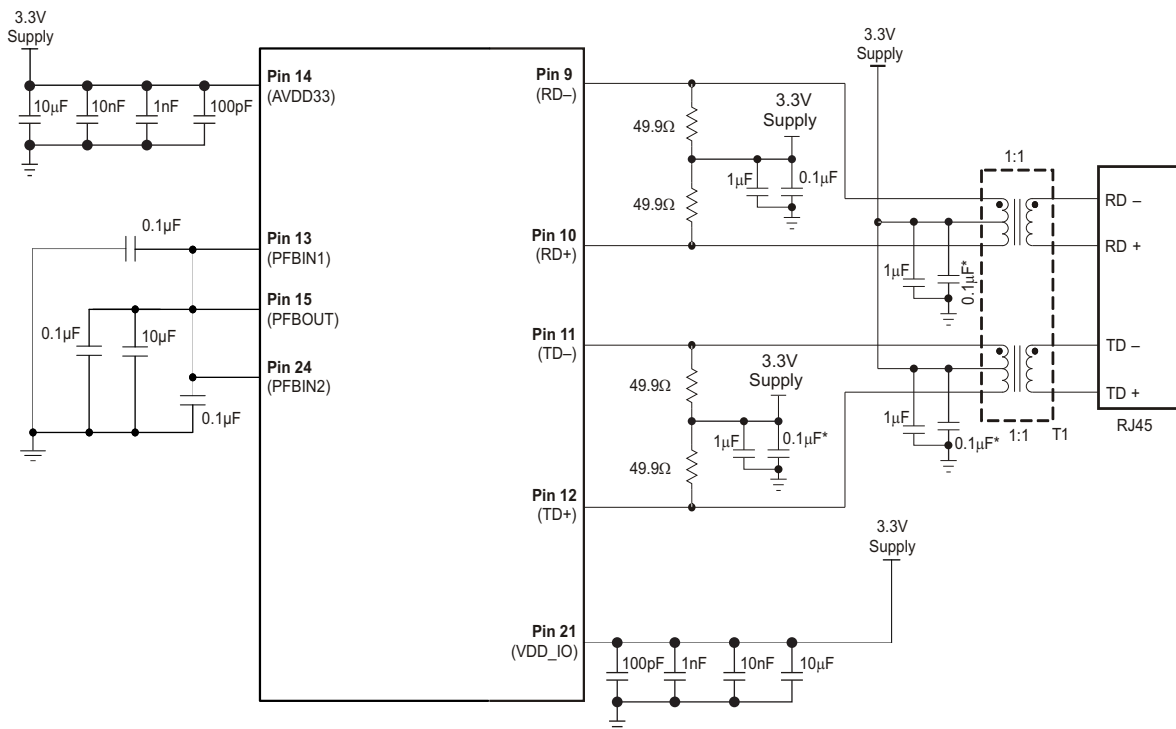 3.3V
Supply
10μF
10nF
1nF
100pF
Pin 14
(AVDD33)
0.1µF
Pin 13
(PFBIN1)
Pin 15
(PFBOUT)
0.1µF
10µF
Pin 24
(PFBIN2)
0.1µF
Pin 9
(RD–)
49.9Ω
3.3V
Supply
1μF
0.1μF
49.9Ω
Pin 10
(RD+)
3.3V
Supply
1μF
0.1μF*
1:1
RD –
RD +
Pin 11
(TD–)
49.9Ω
3.3V
Supply
1μF
0.1μF*
49.9Ω
Pin 12
(TD+)
1μF
0.1μF*
1:1
T1
TD –
TD +
RJ45
3.3V
Supply
Pin 21
(VDD_IO)
100pF
1nF
10nF
10μF